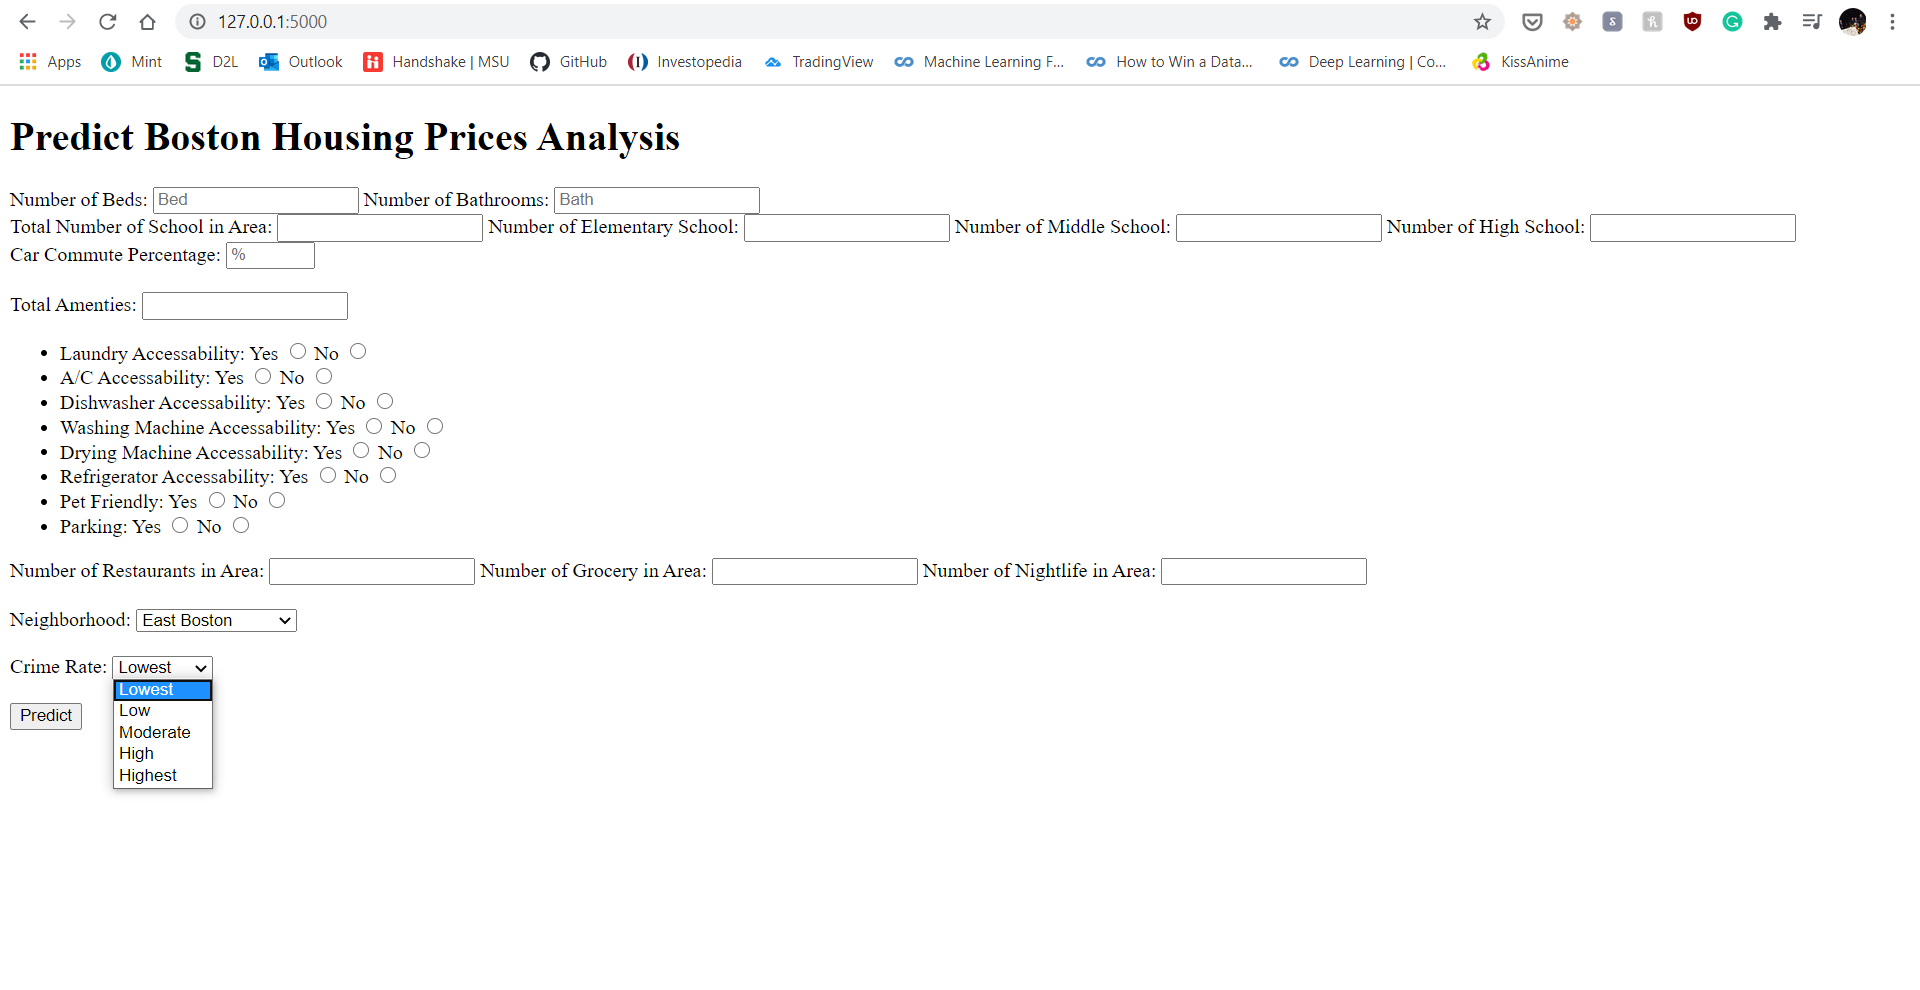 127.0.0.1:5000
Apps Mint D2L Outlook Handshake | MSU GitHub Investopedia TradingView Machine Learning F... How to Win a Data... Deep Learning | Co... KissAnime
Predict Boston Housing Prices Analysis
Number of Beds: Bed Number of Bathrooms: Bath
Total Number of School in Area: Number of Elementary School: Number of Middle School: Number of High School:
Car Commute Percentage: %
Total Amenties:
Laundry Accessability: Yes No
A/C Accessability: Yes No
Dishwasher Accessability: Yes No
Washing Machine Accessability: Yes No
Drying Machine Accessability: Yes No
Refrigerator Accessability: Yes No
Pet Friendly: Yes No
Parking: Yes No
Number of Restaurants in Area: Number of Grocery in Area: Number of Nightlife in Area:
Neighborhood: East Boston
Crime Rate: Lowest
Lowest
Low
Predict
Moderate
High
Highest